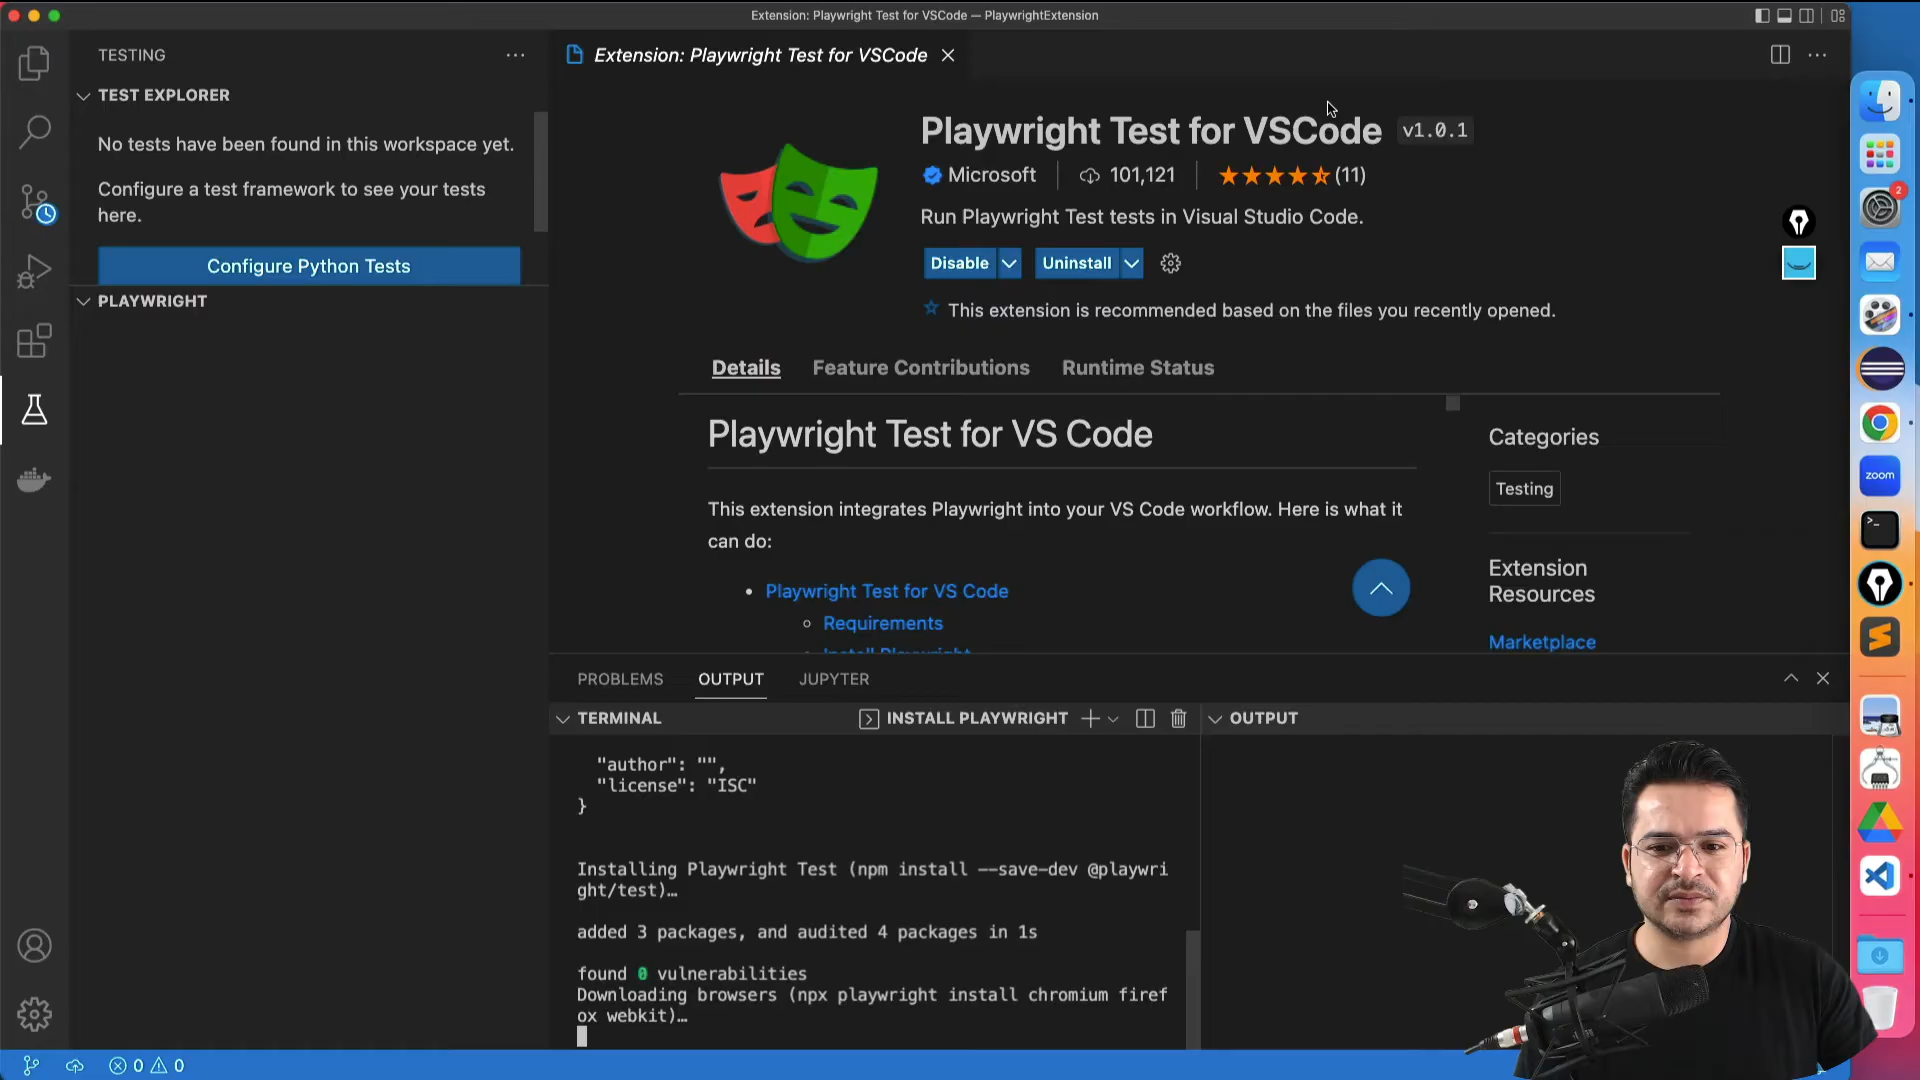 Extension: Playwright Test for VSCode — PlaywrightExtension
TESTING
TEST EXPLORER
No tests have been found in this workspace yet.
Configure a test framework to see your tests
here.
Configure Python Tests
PLAYWRIGHT
Extension: Playwright Test for VSCode
Playwright Test for VSCode v1.0.1
Microsoft 101,121 (11)
Run Playwright Test tests in Visual Studio Code.
Disable Uninstall
This extension is recommended based on the files you recently opened.
Details Feature Contributions Runtime Status
Playwright Test for VS Code
This extension integrates Playwright into your VS Code workflow. Here is what it
can do:
• Playwright Test for VS Code
Requirements
Install Playwright
Categories
Testing
Extension
Resources
Marketplace
PROBLEMS OUTPUT JUPYTER
TERMINAL INSTALL PLAYWRIGHT
OUTPUT
"author": "",
"license": "ISC"
}
Installing Playwright Test (npm install --save-dev @playwri
ght/test)…
added 3 packages, and audited 4 packages in 1s
found 0 vulnerabilities
Downloading browsers (npx playwright install chromium firef
ox webkit)…
0 0
2
zoom